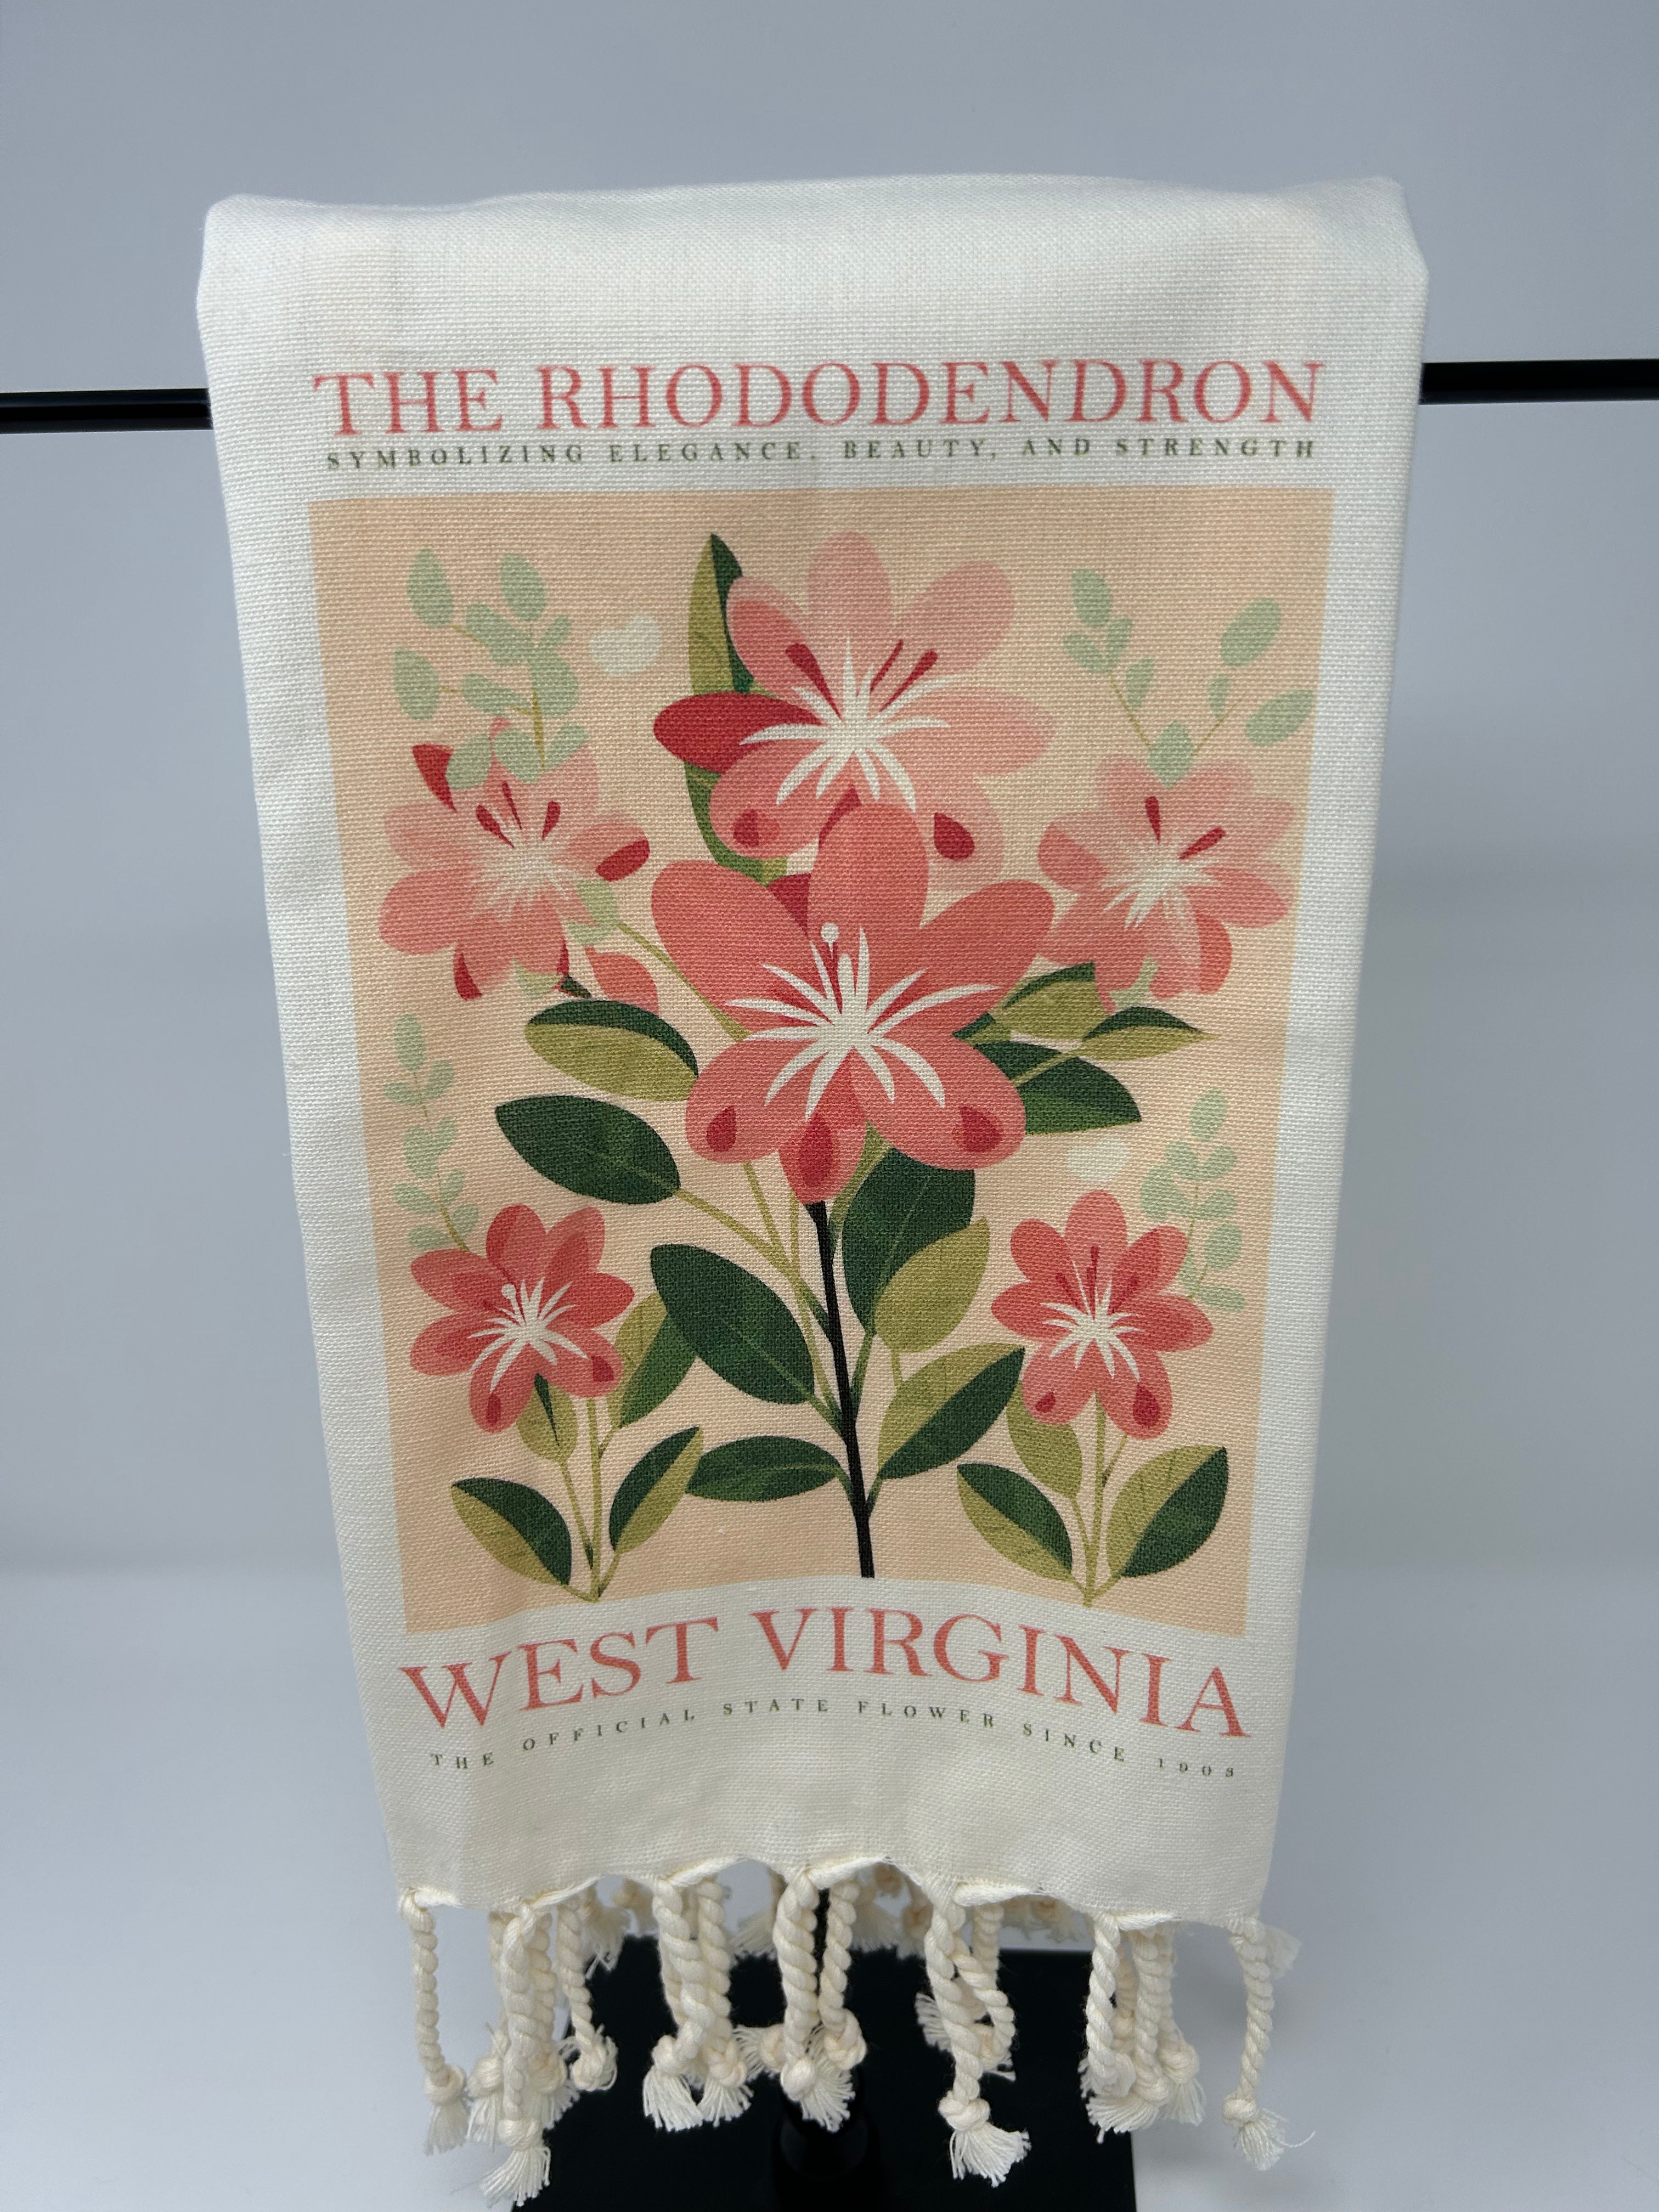 THE RHODODENDRON
SYMBOLIZING ELEGANCE, BEAUTY, AND STRENGTH
WEST VIRGINIA
THE OFFICIAL STATE FLOWER SINCE 1903